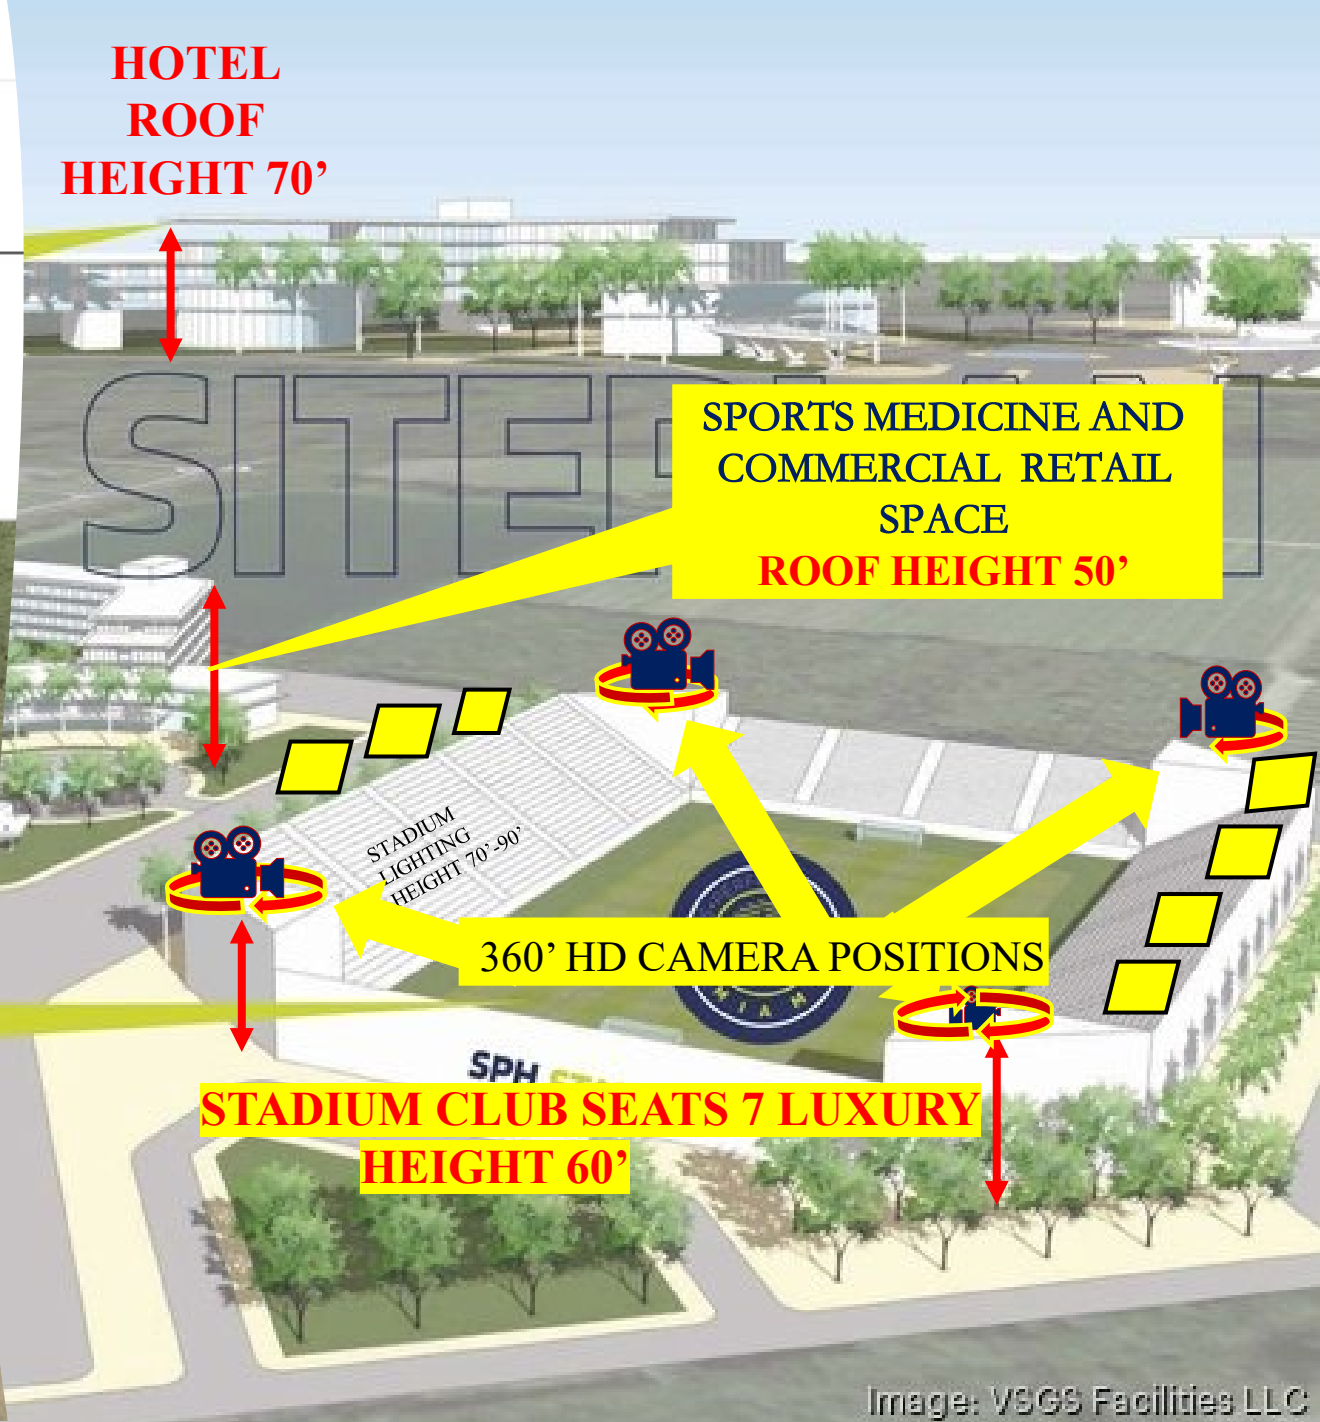 HOTEL
ROOF
HEIGHT 70’
SPORTS MEDICINE AND
COMMERCIAL RETAIL
SPACE
ROOF HEIGHT 50’
STADIUM
LIGHTING
HEIGHT 70’-90’
360’ HD CAMERA POSITIONS
MIAMI
SPH
STADIUM CLUB SEATS 7 LUXURY
HEIGHT 60’
Image: VSGS Facilities LLC